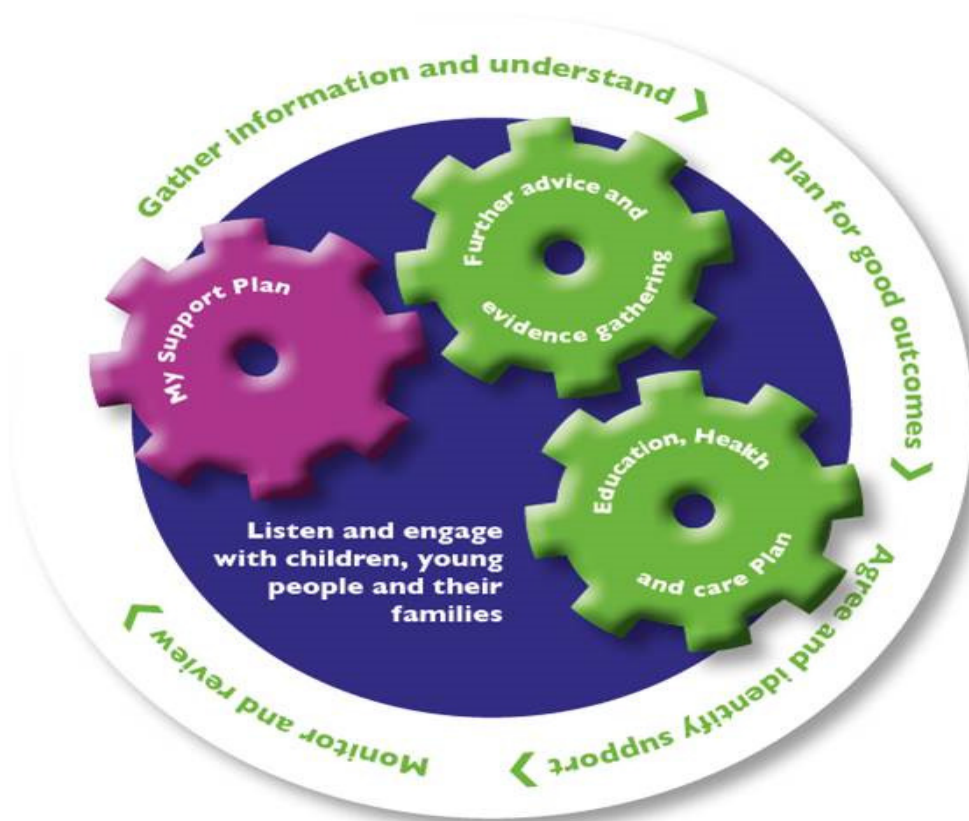 Gather information and understand
Plan for good outcomes
Agree and identify support
Monitor and review
My Support Plan
Further advice and
evidence gathering
Education, Health
and care Plan
Listen and engage
with children, young
people and their
families